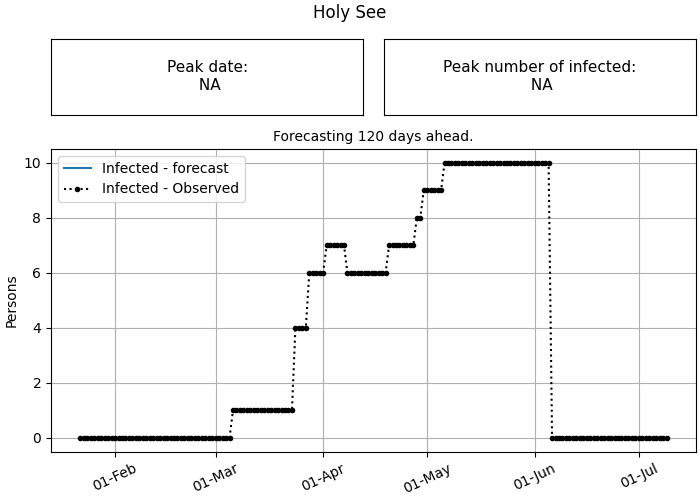 Holy See
Peak date:
NA
Peak number of infected:
NA
Forecasting 120 days ahead.
Infected - forecast
Infected - Observed
Persons
10
8
6
4
2
0
01-Feb
01-Mar
01-Apr
01-May
01-Jun
01-Jul